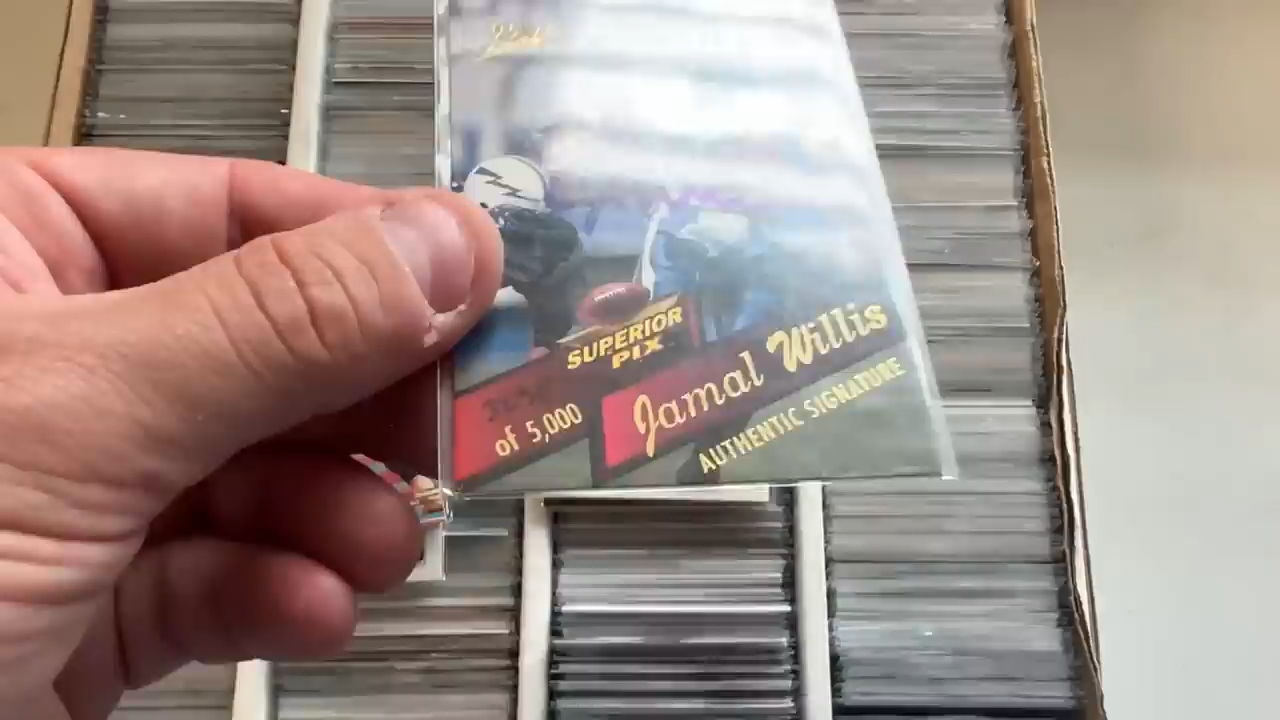 SUPERIOR
PIX
of 5,000
Jamal Willis
AUTHENTIC SIGNATURE